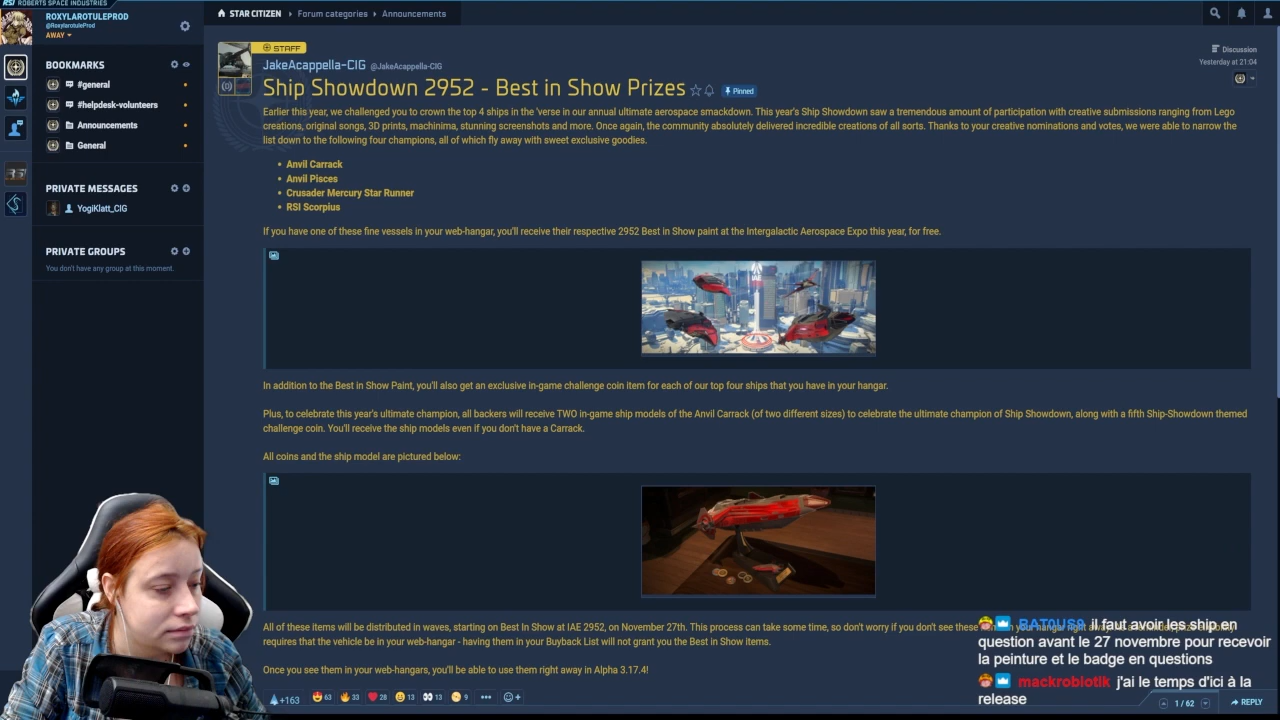 RSI ROBERTS SPACE INDUSTRIES
ROXYLAROTULEPROD
@RoxylarotuleProd
AWAY
BOOKMARKS
#general
#helpdesk-volunteers
Announcements
General
PRIVATE MESSAGES
YogiKlatt_CIG
PRIVATE GROUPS
You don't have any group at this moment.
STAR CITIZEN › Forum categories › Announcements
STAFF
JakeAcappella-CIG @JakeAcappella-CIG
Discussion
Yesterday at 21:04
Ship Showdown 2952 - Best in Show Prizes Pinned
Earlier this year, we challenged you to crown the top 4 ships in the 'verse in our annual ultimate aerospace smackdown. This year's Ship Showdown saw a tremendous amount of participation with creative submissions ranging from Lego
creations, original songs, 3D prints, machinima, stunning screenshots and more. Once again, the community absolutely delivered incredible creations of all sorts. Thanks to your creative nominations and votes, we were able to narrow the
list down to the following four champions, all of which fly away with sweet exclusive goodies.
• Anvil Carrack
• Anvil Pisces
• Crusader Mercury Star Runner
• RSI Scorpius
If you have one of these fine vessels in your web-hangar, you'll receive their respective 2952 Best in Show paint at the Intergalactic Aerospace Expo this year, for free.
In addition to the Best in Show Paint, you'll also get an exclusive in-game challenge coin item for each of our top four ships that you have in your hangar.
Plus, to celebrate this year's ultimate champion, all backers will receive TWO in-game ship models of the Anvil Carrack (of two different sizes) to celebrate the ultimate champion of Ship Showdown, along with a fifth Ship-Showdown themed
challenge coin. You'll receive the ship models even if you don't have a Carrack.
All coins and the ship model are pictured below:
All of these items will be distributed in waves, starting on Best In Show at IAE 2952, on November 27th. This process can take some time, so don't worry if you don't see these
requires that the vehicle be in your web-hangar - having them in your Buyback List will not grant you the Best in Show items.
Once you see them in your web-hangars, you'll be able to use them right away in Alpha 3.17.4!
+163 63 33 28 13 13 9
BAT0USS il faut avoir les ship en
question avant le 27 novembre pour recevoir
la peinture et le badge en questions
mackrobiotik j'ai le temps d'ici à la
release
1 / 62 REPLY